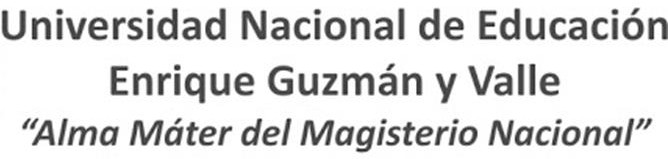 Universidad Nacional de Educación
Enrique Guzmán y Valle
“Alma Máter del Magisterio Nacional”